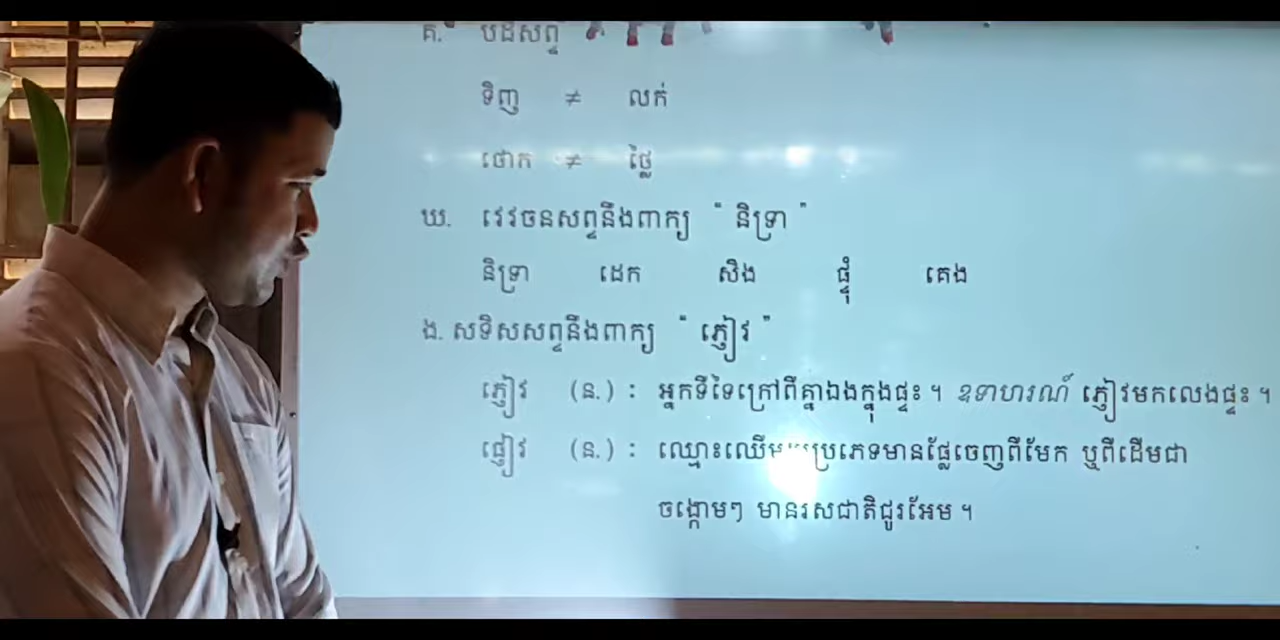 គ. បដិសព្ទ
ទិញ ≠ លក់
ថោក ≠ ថ្លៃ
ឃ. វេវចនសព្ទនឹងពាក្យ “ និទ្រា ”
និទ្រា ដេក សិង ផ្ទុំ គេង
ង. សទិសសព្ទនឹងពាក្យ “ ភ្ញៀវ ”
ភ្ញៀវ (ន.) : អ្នកទីទៃក្រៅពីគ្នាឯងក្នុងផ្ទះ ។ ឧទាហរណ៍ ភ្ញៀវមកលេងផ្ទះ ។
ផ្ញៀវ (ន.) : ឈ្មោះឈើ ប្រភេទមានផ្លែចេញពីមែក ឬពីដើមជា
ចង្កោមៗ មានរសជាតិជូរអែម ។